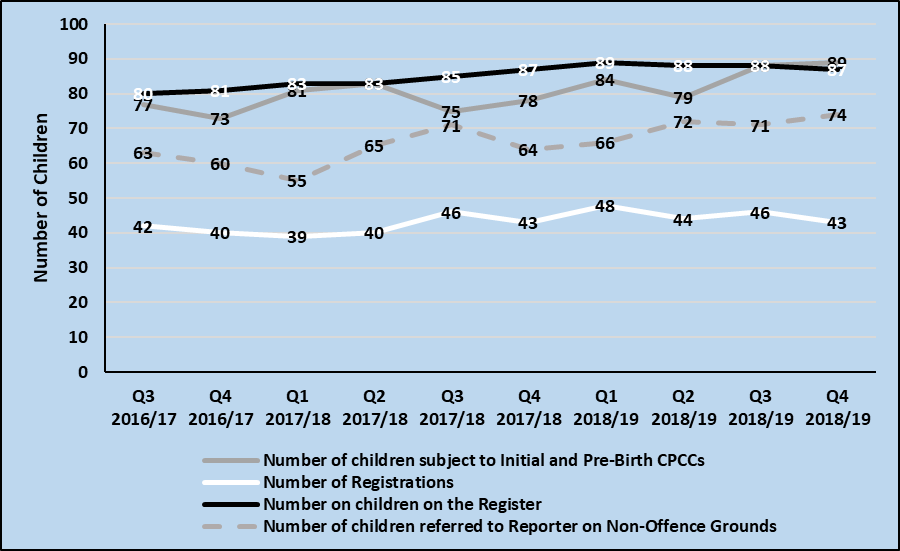 100
90
80
70
60
50
40
30
20
10
0
Number of Children
80 81 83 83 85 87 89 88 88 87
77 73 81 83 75 78 84 79 88 89
63 60 55 65 71 64 66 72 71 74
42 40 39 40 46 43 48 44 46 43
Q3 Q4 Q1 Q2 Q3 Q4 Q1 Q2 Q3 Q4
2016/17 2016/17 2017/18 2017/18 2017/18 2017/18 2018/19 2018/19 2018/19 2018/19
Number of children subject to Initial and Pre-Birth CPCCs
Number of Registrations
Number on children on the Register
Number of children referred to Reporter on Non-Offence Grounds